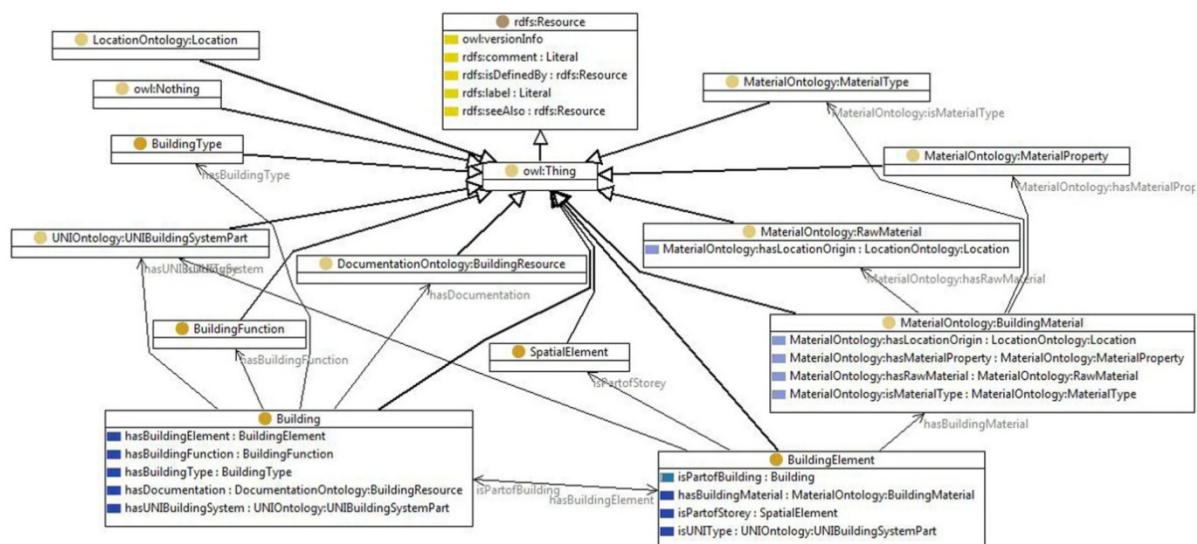 rdfs:Resource
owl:versionInfo
rdfs:comment : Literal
rdfs:isDefinedBy : rdfs:Resource
rdfs:label : Literal
rdfs:seeAlso : rdfs:Resource
LocationOntology:Location
owl:Nothing
MaterialOntology:MaterialType
MaterialOntology:isMaterialType
BuildingType
hasBuildingType
owl:Thing
MaterialOntology:MaterialProperty
MaterialOntology:hasMaterialProp
UNIOntology:UNIBuildingSystemPart
MaterialOntology:RawMaterial
MaterialOntology:hasLocationOrigin : LocationOntology:Location
DocumentationOntology:BuildingResource
MaterialOntology:hasRawMaterial
hasDocumentation
BuildingFunction
hasBuildingFunction
SpatialElement
isPartofStorey
MaterialOntology:BuildingMaterial
MaterialOntology:hasLocationOrigin : LocationOntology:Location
MaterialOntology:hasMaterialProperty : MaterialOntology:MaterialProperty
MaterialOntology:hasRawMaterial : MaterialOntology:RawMaterial
MaterialOntology:isMaterialType : MaterialOntology:MaterialType
hasBuildingMaterial
Building
hasBuildingElement : BuildingElement
hasBuildingFunction : BuildingFunction
hasBuildingType : BuildingType
hasDocumentation : DocumentationOntology:BuildingResource
hasUNIBuildingSystem : UNIOntology:UNIBuildingSystemPart
isPartofBuilding
hasBuildingElement
BuildingElement
isPartofBuilding : Building
hasBuildingMaterial : MaterialOntology:BuildingMaterial
isPartofStorey : SpatialElement
isUNIType : UNIOntology:UNIBuildingSystemPart